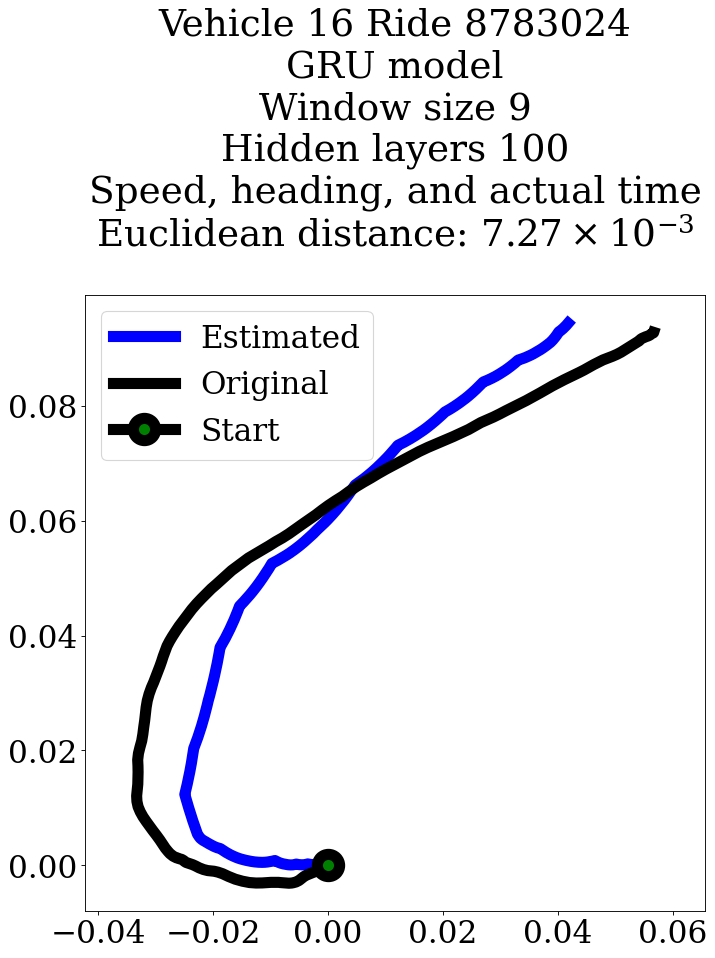 Vehicle 16 Ride 8783024
GRU model
Window size 9
Hidden layers 100
Speed, heading, and actual time
Euclidean distance: 7.27 × 10⁻³
Estimated
Original
Start
0.08
0.06
0.04
0.02
0.00
−0.04 −0.02 0.00 0.02 0.04 0.06